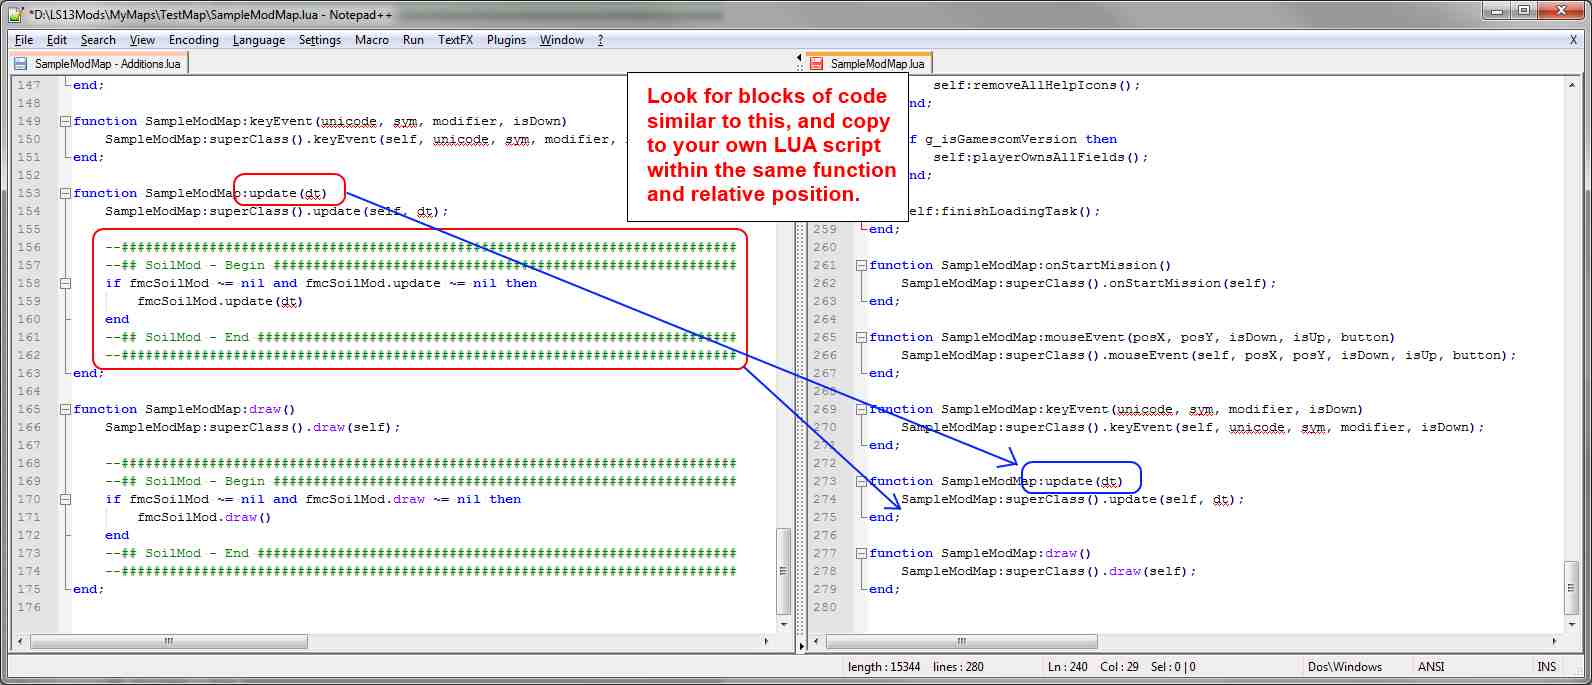 *D:\LS13Mods\MyMaps\TestMap\SampleModMap.lua - Notepad++
File Edit Search View Encoding Language Settings Macro Run TextFX Plugins Window ? X
SampleModMap - Additions.lua
147 end;
148
149 function SampleModMap:keyEvent(unicode, sym, modifier, isDown)
150 SampleModMap:superClass().keyEvent(self, unicode, sym, modifier,
151 end;
152
153 function SampleModMap:update(dt)
154 SampleModMap:superClass().update(self, dt);
155
156 --#############################################################################
157 --## SoilMod - Begin ##########################################################
158 if fmcSoilMod ~= nil and fmcSoilMod.update ~= nil then
159 fmcSoilMod.update(dt)
160 end
161 --## SoilMod - End ############################################################
162 --#############################################################################
163 end;
164
165 function SampleModMap:draw()
166 SampleModMap:superClass().draw(self);
167
168 --#############################################################################
169 --## SoilMod - Begin ##########################################################
170 if fmcSoilMod ~= nil and fmcSoilMod.draw ~= nil then
171 fmcSoilMod.draw()
172 end
173 --## SoilMod - End ############################################################
174 --#############################################################################
175 end;
176
Look for blocks of code
similar to this, and copy
to your own LUA script
within the same function
and relative position.
SampleModMap.lua
self:removeAllHelpIcons();
nd;
f g_isGamescomVersion then
self:playerOwnsAllFields();
nd;
elf:finishLoadingTask();
259 end;
260
261 function SampleModMap:onStartMission()
262 SampleModMap:superClass().onStartMission(self);
263 end;
264
265 function SampleModMap:mouseEvent(posX, posY, isDown, isUp, button)
266 SampleModMap:superClass().mouseEvent(self, posX, posY, isDown, isUp, button);
267 end;
268
269 function SampleModMap:keyEvent(unicode, sym, modifier, isDown)
270 SampleModMap:superClass().keyEvent(self, unicode, sym, modifier, isDown);
271 end;
272
273 function SampleModMap:update(dt)
274 SampleModMap:superClass().update(self, dt);
275 end;
276
277 function SampleModMap:draw()
278 SampleModMap:superClass().draw(self);
279 end;
280
length : 15344 lines : 280 Ln : 240 Col : 29 Sel : 0 | 0 Dos\Windows ANSI INS